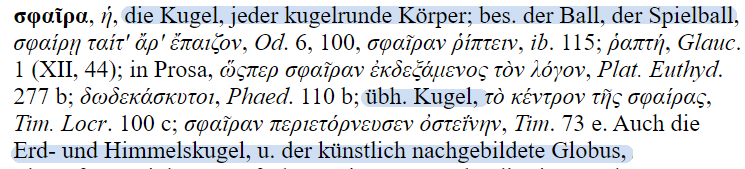 σφαῖρα, ἡ, die Kugel, jeder kugelrunde Körper; bes. der Ball, der Spielball,
σφαίρῃ ταίτ' ἄρ' ἔπαιζον, Od. 6, 100, σφαῖραν ῥίπτειν, ib. 115; ῥαπτή, Glauc.
1 (XII, 44); in Prosa, ὥςπερ σφαῖραν ἐκδεξάμενος τὸν λόγον, Plat. Euthyd.
277 b; δωδεκάσκυτοι, Phaed. 110 b; übh. Kugel, τὸ κέντρον τῆς σφαίρας,
Tim. Locr. 100 c; σφαῖραν περιετόρνευσεν ὀστεΐνην, Tim. 73 e. Auch die
Erd- und Himmelskugel, u. der künstlich nachgebildete Globus,